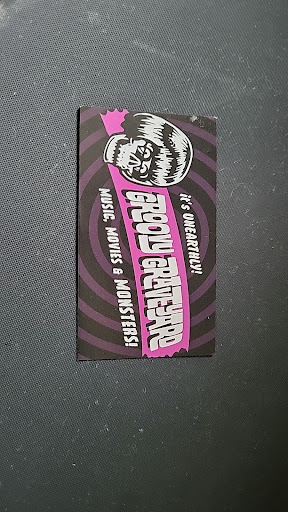 It's UNEARTHLY!
GROOVY GRAVEYARD
MUSIC, MOVIES & MONSTERS!